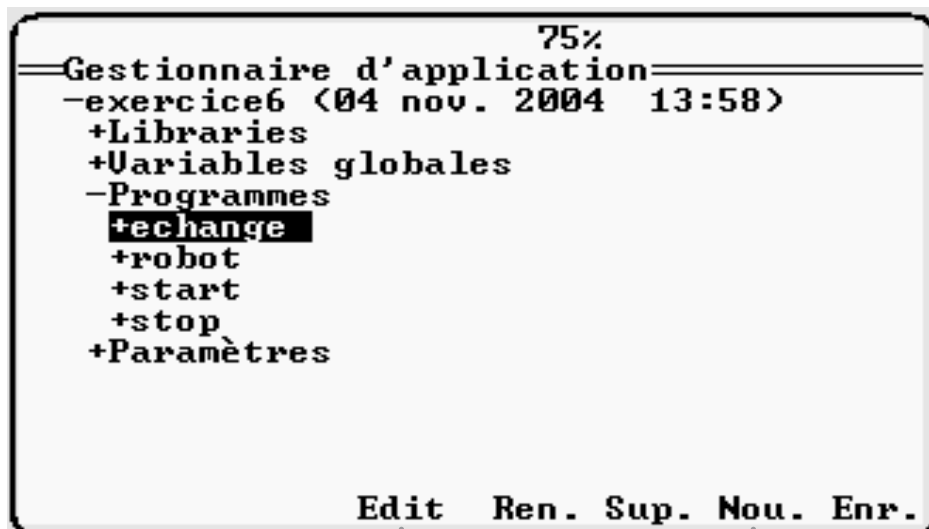 75%
Gestionnaire d'application
-exercice6 (04 nov. 2004 13:58)
+Libraries
+Variables globales
-Programmes
+echange
+robot
+start
+stop
+Paramètres
Edit Ren. Sup. Nou. Enr.